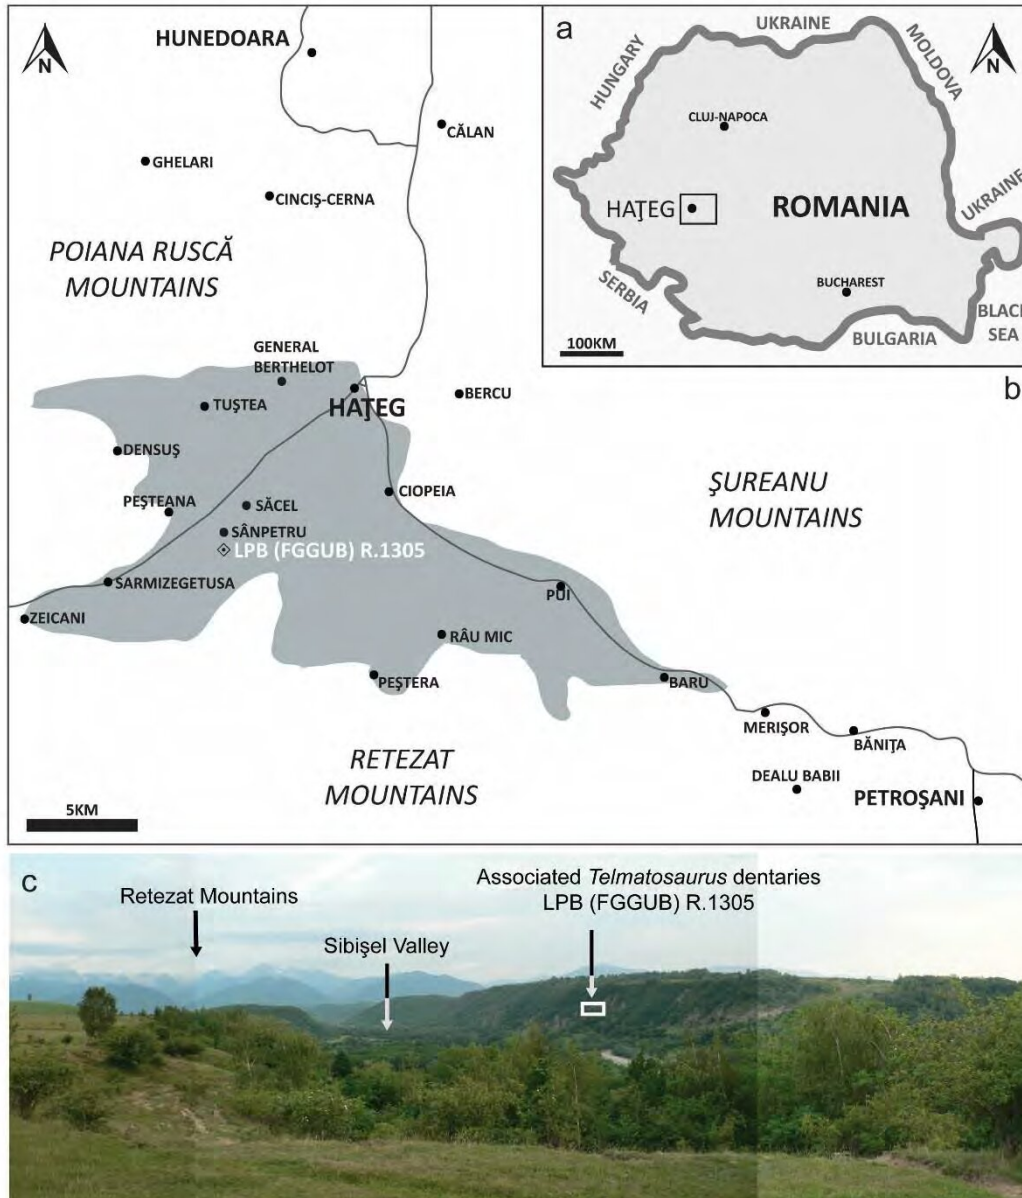 N
HUNEDOARA
CĂLAN
GHELARI
CINCIŞ-CERNA
POIANA RUSCĂ
MOUNTAINS
GENERAL
BERTHELOT
HAŢEG
BERCU
TUŞTEA
DENSUŞ
CIOPEIA
PEŞTEANA
SĂCEL
SÂNPETRU
LPB (FGGUB) R.1305
ŞUREANU
MOUNTAINS
SARMIZEGETUSA
ZEICANI
PUI
RÂU MIC
PEŞTERA
BARU
MERIŞOR
BĂNIŢA
RETEZAT
MOUNTAINS
DEALU BABII
PETROŞANI
5KM
a
N
UKRAINE
HUNGARY
MOLDOVA
CLUJ-NAPOCA
HAŢEG
ROMANIA
UKRAINE
SERBIA
BUCHAREST
BULGARIA
BLACK
SEA
100KM
b
c
Retezat Mountains
Sibişel Valley
Associated Telmatosaurus dentaries
LPB (FGGUB) R.1305